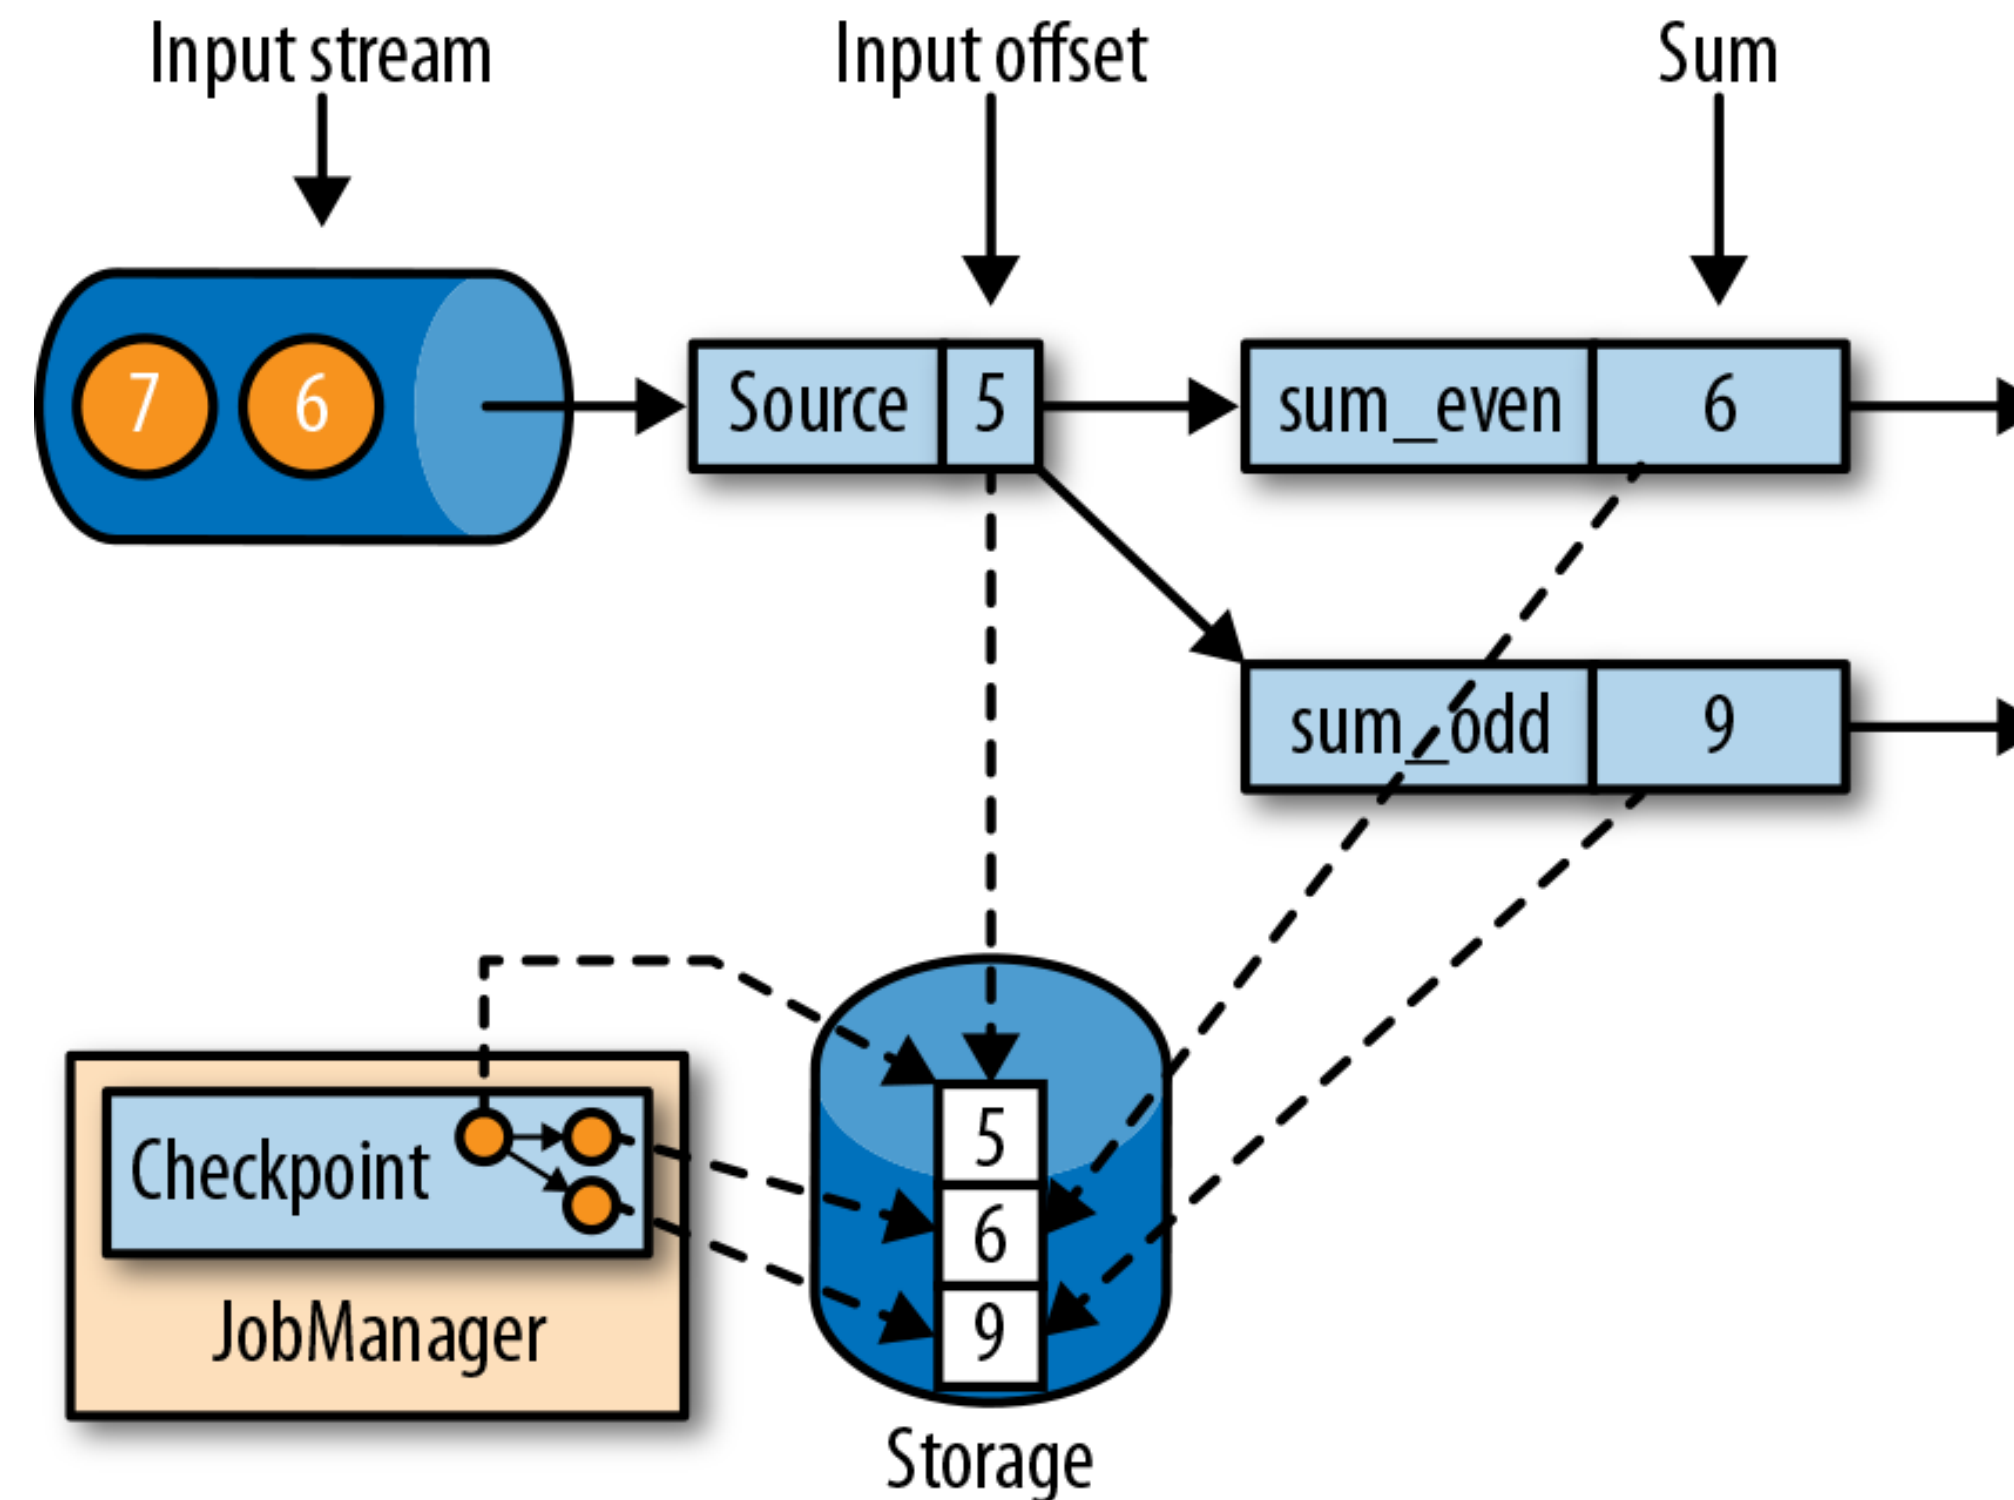 Input stream
Input offset
Sum
7
6
Source
5
sum_even
6
sum_odd
9
Checkpoint
JobManager
5
6
9
Storage